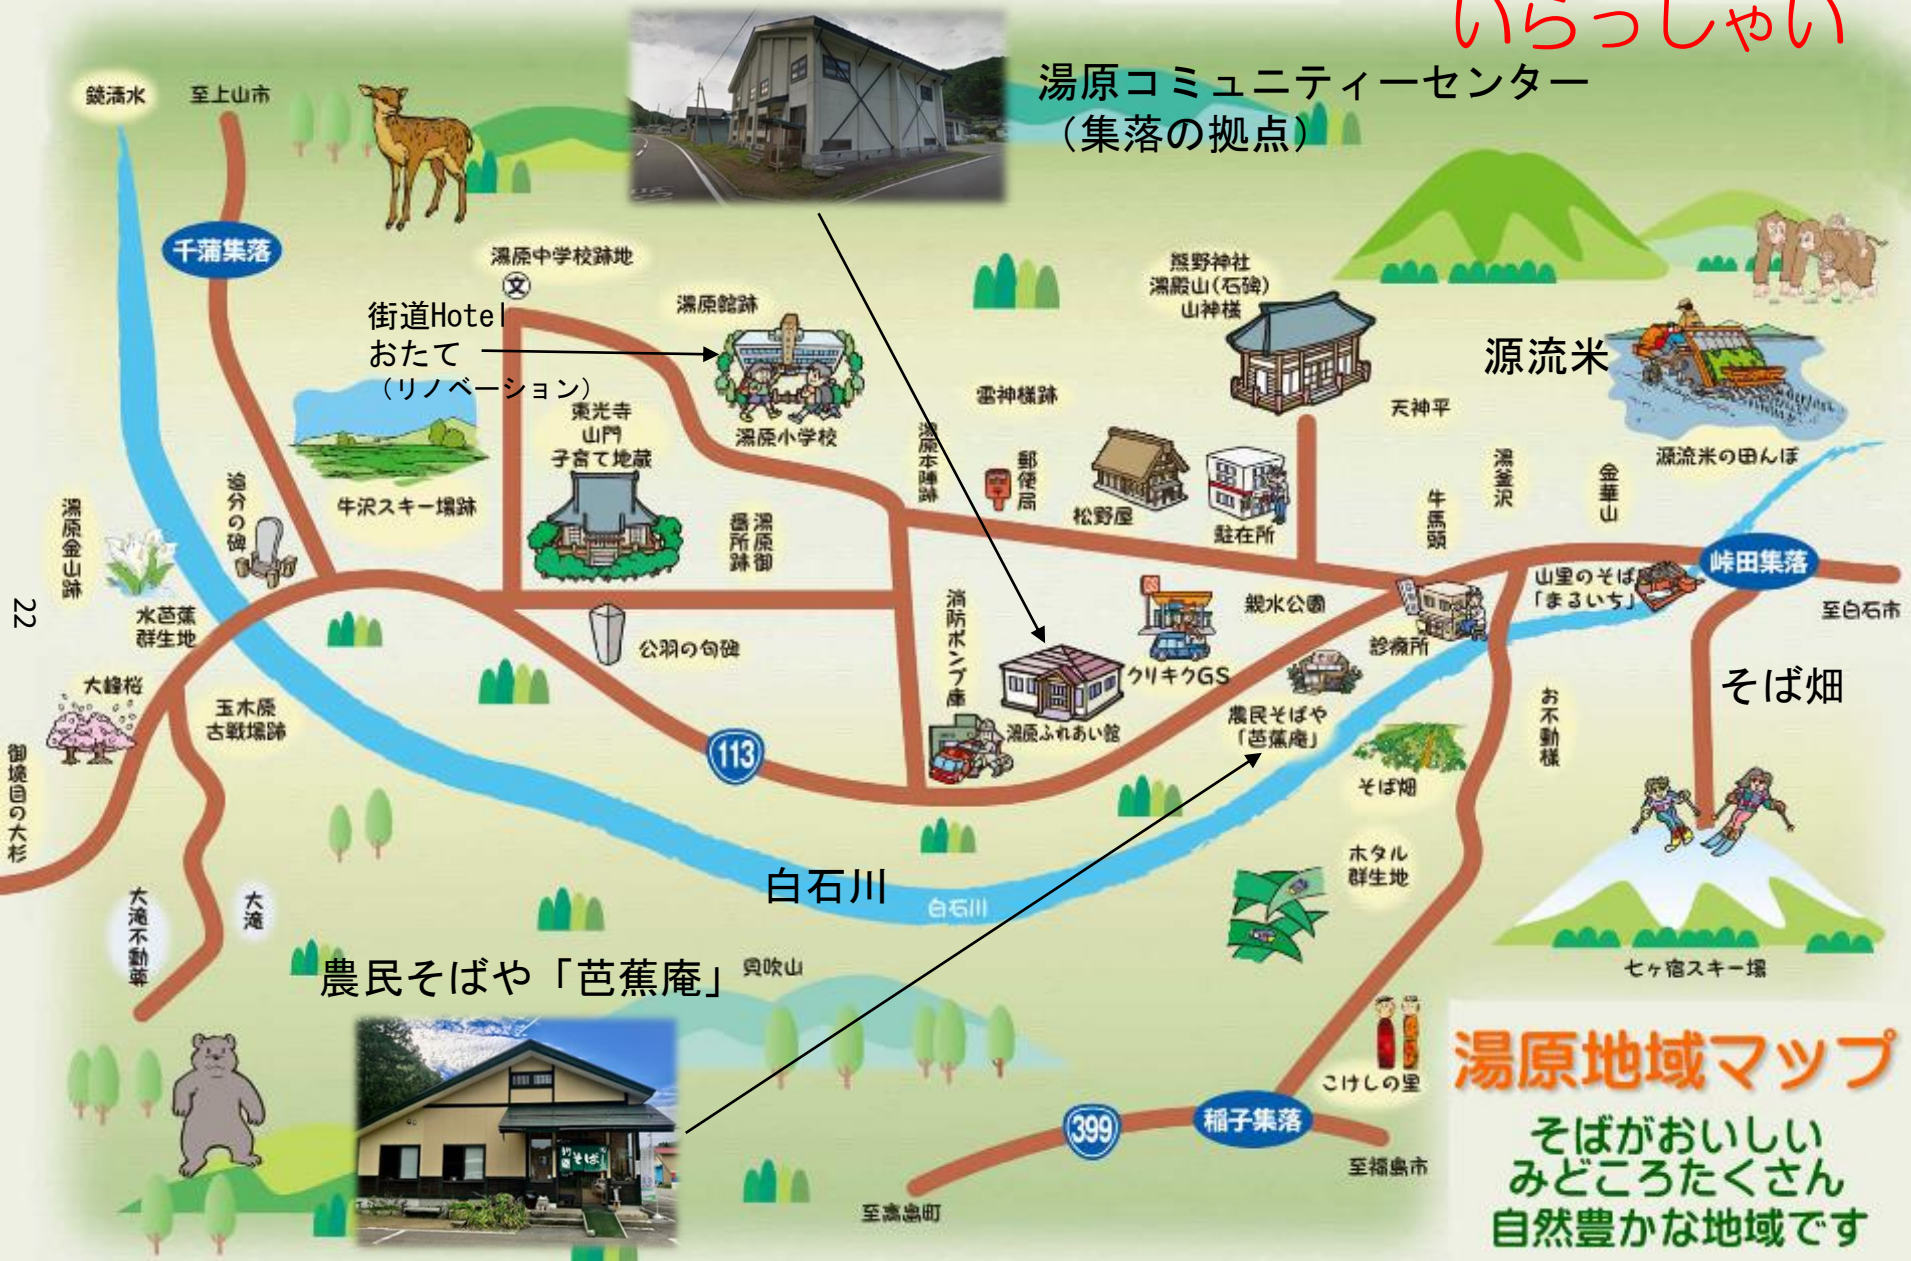 いらっしゃい
湯原コミュニティーセンター
（集落の拠点）
鏡清水
至上山市
千蒲集落
湯原中学校跡地
文
街道Hotel
おたて
（リノベーション）
湯原館跡
湯原小学校
熊野神社
湯殿山(石碑)
山神様
源流米
源流米の田んぼ
雷神様跡
天神平
東光寺
山門
子育て地蔵
牛沢スキー場跡
追分の碑
湯原金山跡
水芭蕉
群生地
湯原御
番所跡
湯原本陣跡
郵便局
松野屋
駐在所
牛馬頭
湯釜沢
金華山
峠田集落
至白石市
山里のそば屋
「まるいち」
22
公羽の句碑
消防ポンプ庫
GS
クリキクGS
親水公園
診療所
湯原ふれあい館
農民そばや
「芭蕉庵」
そば畑
そば畑
お不動様
大峰桜
玉木原
古戦場跡
御境目の大杉
113
大滝不動尊
大滝
白石川
白石川
ホタル
群生地
七ヶ宿スキー場
農民そばや「芭蕉庵」
貝吹山
そば
こけしの里
399
稲子集落
至福島市
至高畠町
湯原地域マップ
そばがおいしい
みどころたくさん
自然豊かな地域です